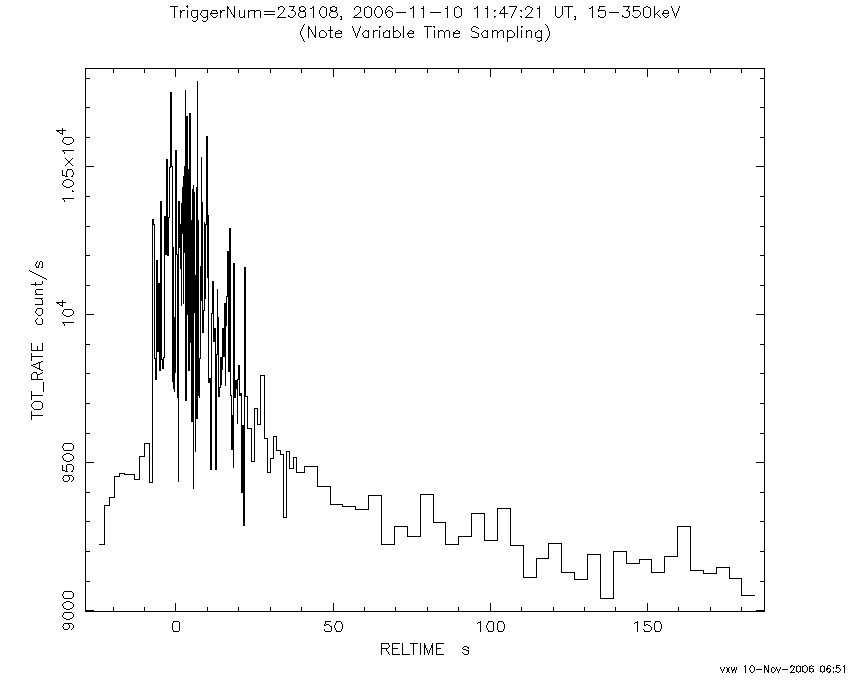 TriggerNum=238108, 2006-11-10 11:47:21 UT, 15-350keV
(Note Variable Time Sampling)
1.05×10⁴
10⁴
9500
9000
TOT_RATE count/s
0 50 100 150
RELTIME s
vxw 10-Nov-2006 06:51